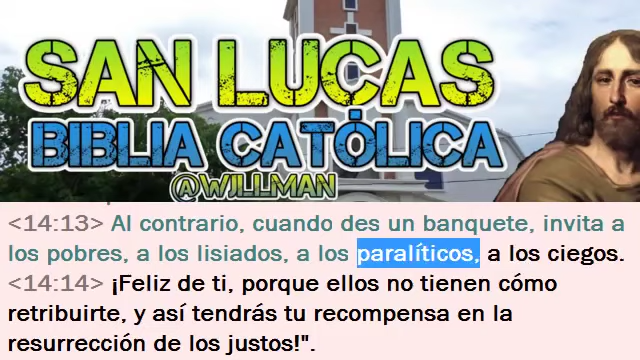 SAN LUCAS
BIBLIA CATÓLICA
@WJLLMAN
<14:13> Al contrario, cuando des un banquete, invita a
los pobres, a los lisiados, a los paralíticos, a los ciegos.
<14:14> ¡Feliz de ti, porque ellos no tienen cómo
retribuirte, y así tendrás tu recompensa en la
resurrección de los justos!".